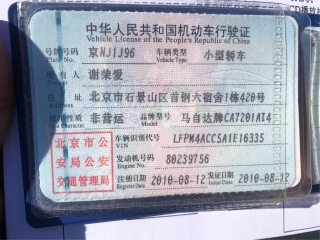 中华人民共和国机动车行驶证
Vehicle License of the People's Republic of China
号牌号码 京NJ1J96 车辆类型 小型轿车
Plate No. Vehicle Type
所有人 谢荣爱
住址 北京市石景山区首钢六宿舍1栋420号
使用性质 非营运 品牌型号 马自达牌CA7201AT4
车辆识别代号 LFPM4ACC5A1E16335
VIN
北京市公安局公安交通管理局
发动机号码 80239756
Engine No.
注册日期 2010-08-12 发证日期 2010-08-12
Register Date Issue Date